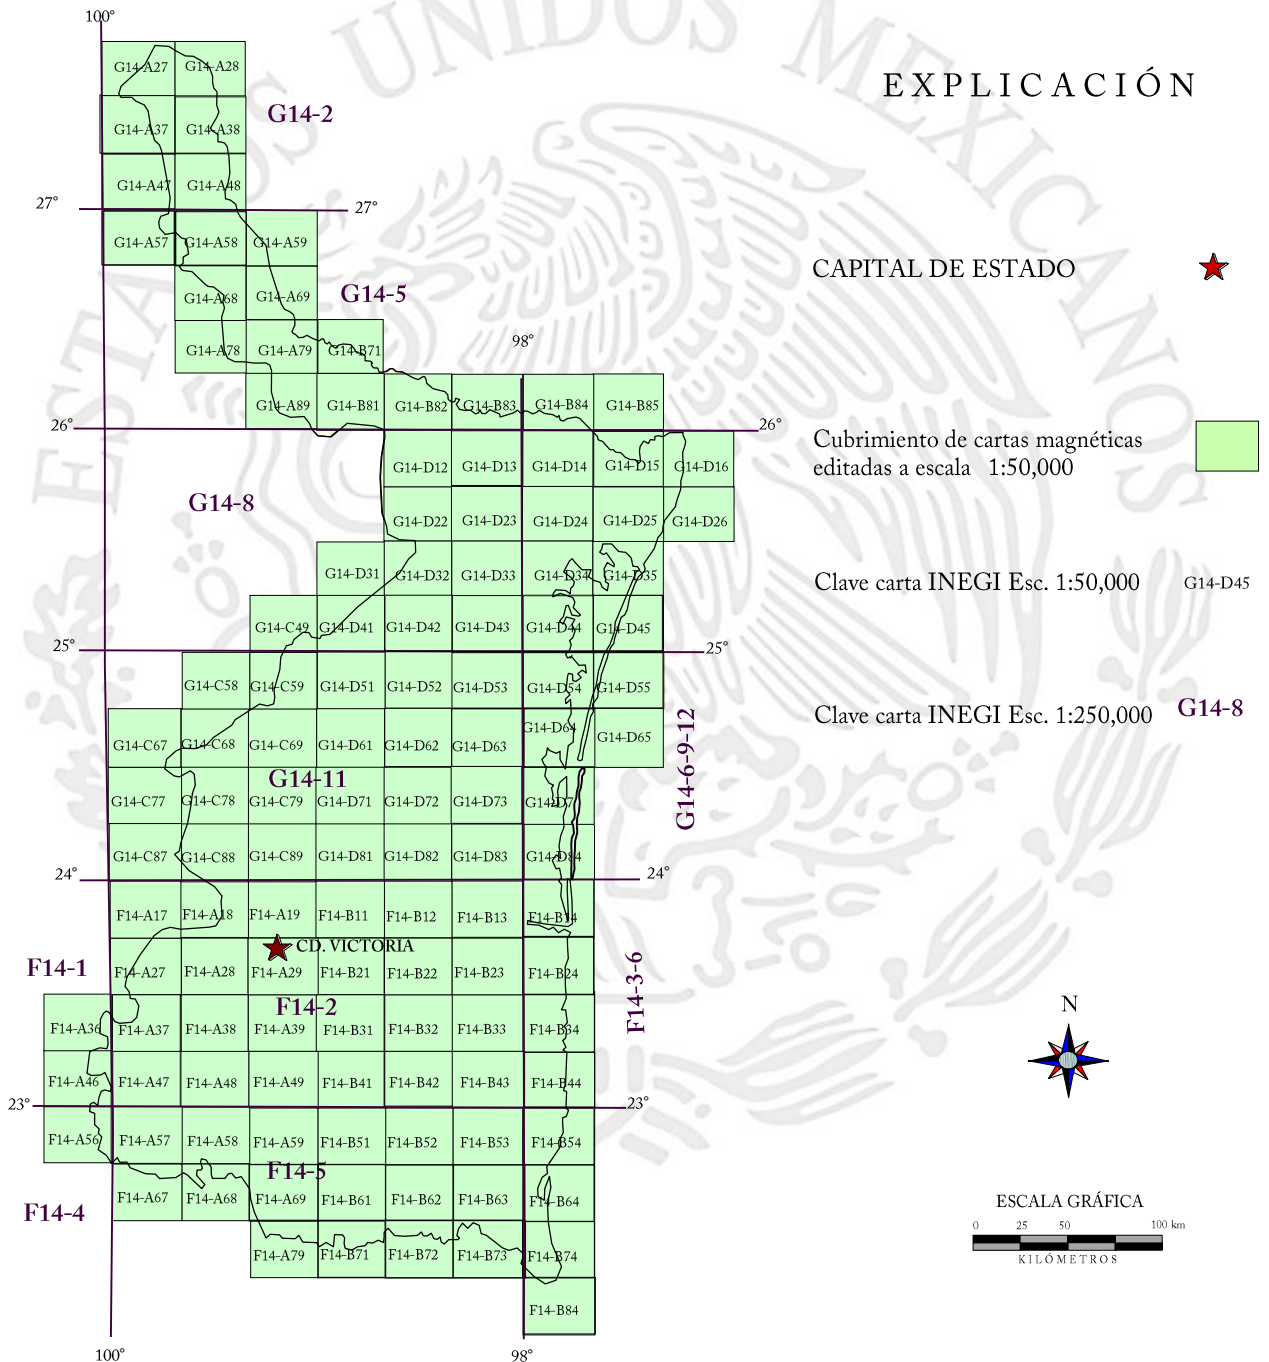 ESTADOS UNIDOS MEXICANOS
100°
G14-A27 G14-A28
G14-2
G14-A37 G14-A38
G14-A47 G14-A48
27° 27°
G14-A57 G14-A58 G14-A59
G14-A68 G14-A69
G14-5
98°
G14-A78 G14-A79 G14-B71
G14-A89 G14-B81 G14-B82 G14-B83 G14-B84 G14-B85
26° 26°
G14-D12 G14-D13 G14-D14 G14-D15 G14-D16
G14-8
G14-D22 G14-D23 G14-D24 G14-D25 G14-D26
G14-D31 G14-D32 G14-D33 G14-D34 G14-D35
G14-C49 G14-D41 G14-D42 G14-D43 G14-D44 G14-D45
25° 25°
G14-C58 G14-C59 G14-D51 G14-D52 G14-D53 G14-D54 G14-D55
G14-C67 G14-C68 G14-C69 G14-D61 G14-D62 G14-D63 G14-D64 G14-D65
G14-11
G14-6-9-12
G14-C77 G14-C78 G14-C79 G14-D71 G14-D72 G14-D73 G14-D7
G14-C87 G14-C88 G14-C89 G14-D81 G14-D82 G14-D83 G14-D84
24° 24°
F14-A17 F14-A18 F14-A19 F14-B11 F14-B12 F14-B13 F14-B14
CD. VICTORIA
F14-1
F14-A27 F14-A28 F14-A29 F14-B21 F14-B22 F14-B23 F14-B24
F14-2
F14-3-6
F14-A36 F14-A37 F14-A38 F14-A39 F14-B31 F14-B32 F14-B33 F14-B34
F14-A46 F14-A47 F14-A48 F14-A49 F14-B41 F14-B42 F14-B43 F14-B44
23° 23°
F14-A56 F14-A57 F14-A58 F14-A59 F14-B51 F14-B52 F14-B53 F14-B54
F14-5
F14-A67 F14-A68 F14-A69 F14-B61 F14-B62 F14-B63 F14-B64
F14-4
F14-A79 F14-B71 F14-B72 F14-B73 F14-B74
F14-B84
100° 98°
EXPLICACIÓN
CAPITAL DE ESTADO
Cubrimiento de cartas magnéticas
editadas a escala 1:50,000
Clave carta INEGI Esc. 1:50,000 G14-D45
Clave carta INEGI Esc. 1:250,000 G14-8
N
ESCALA GRÁFICA
0 25 50 100 km
KILÓMETROS